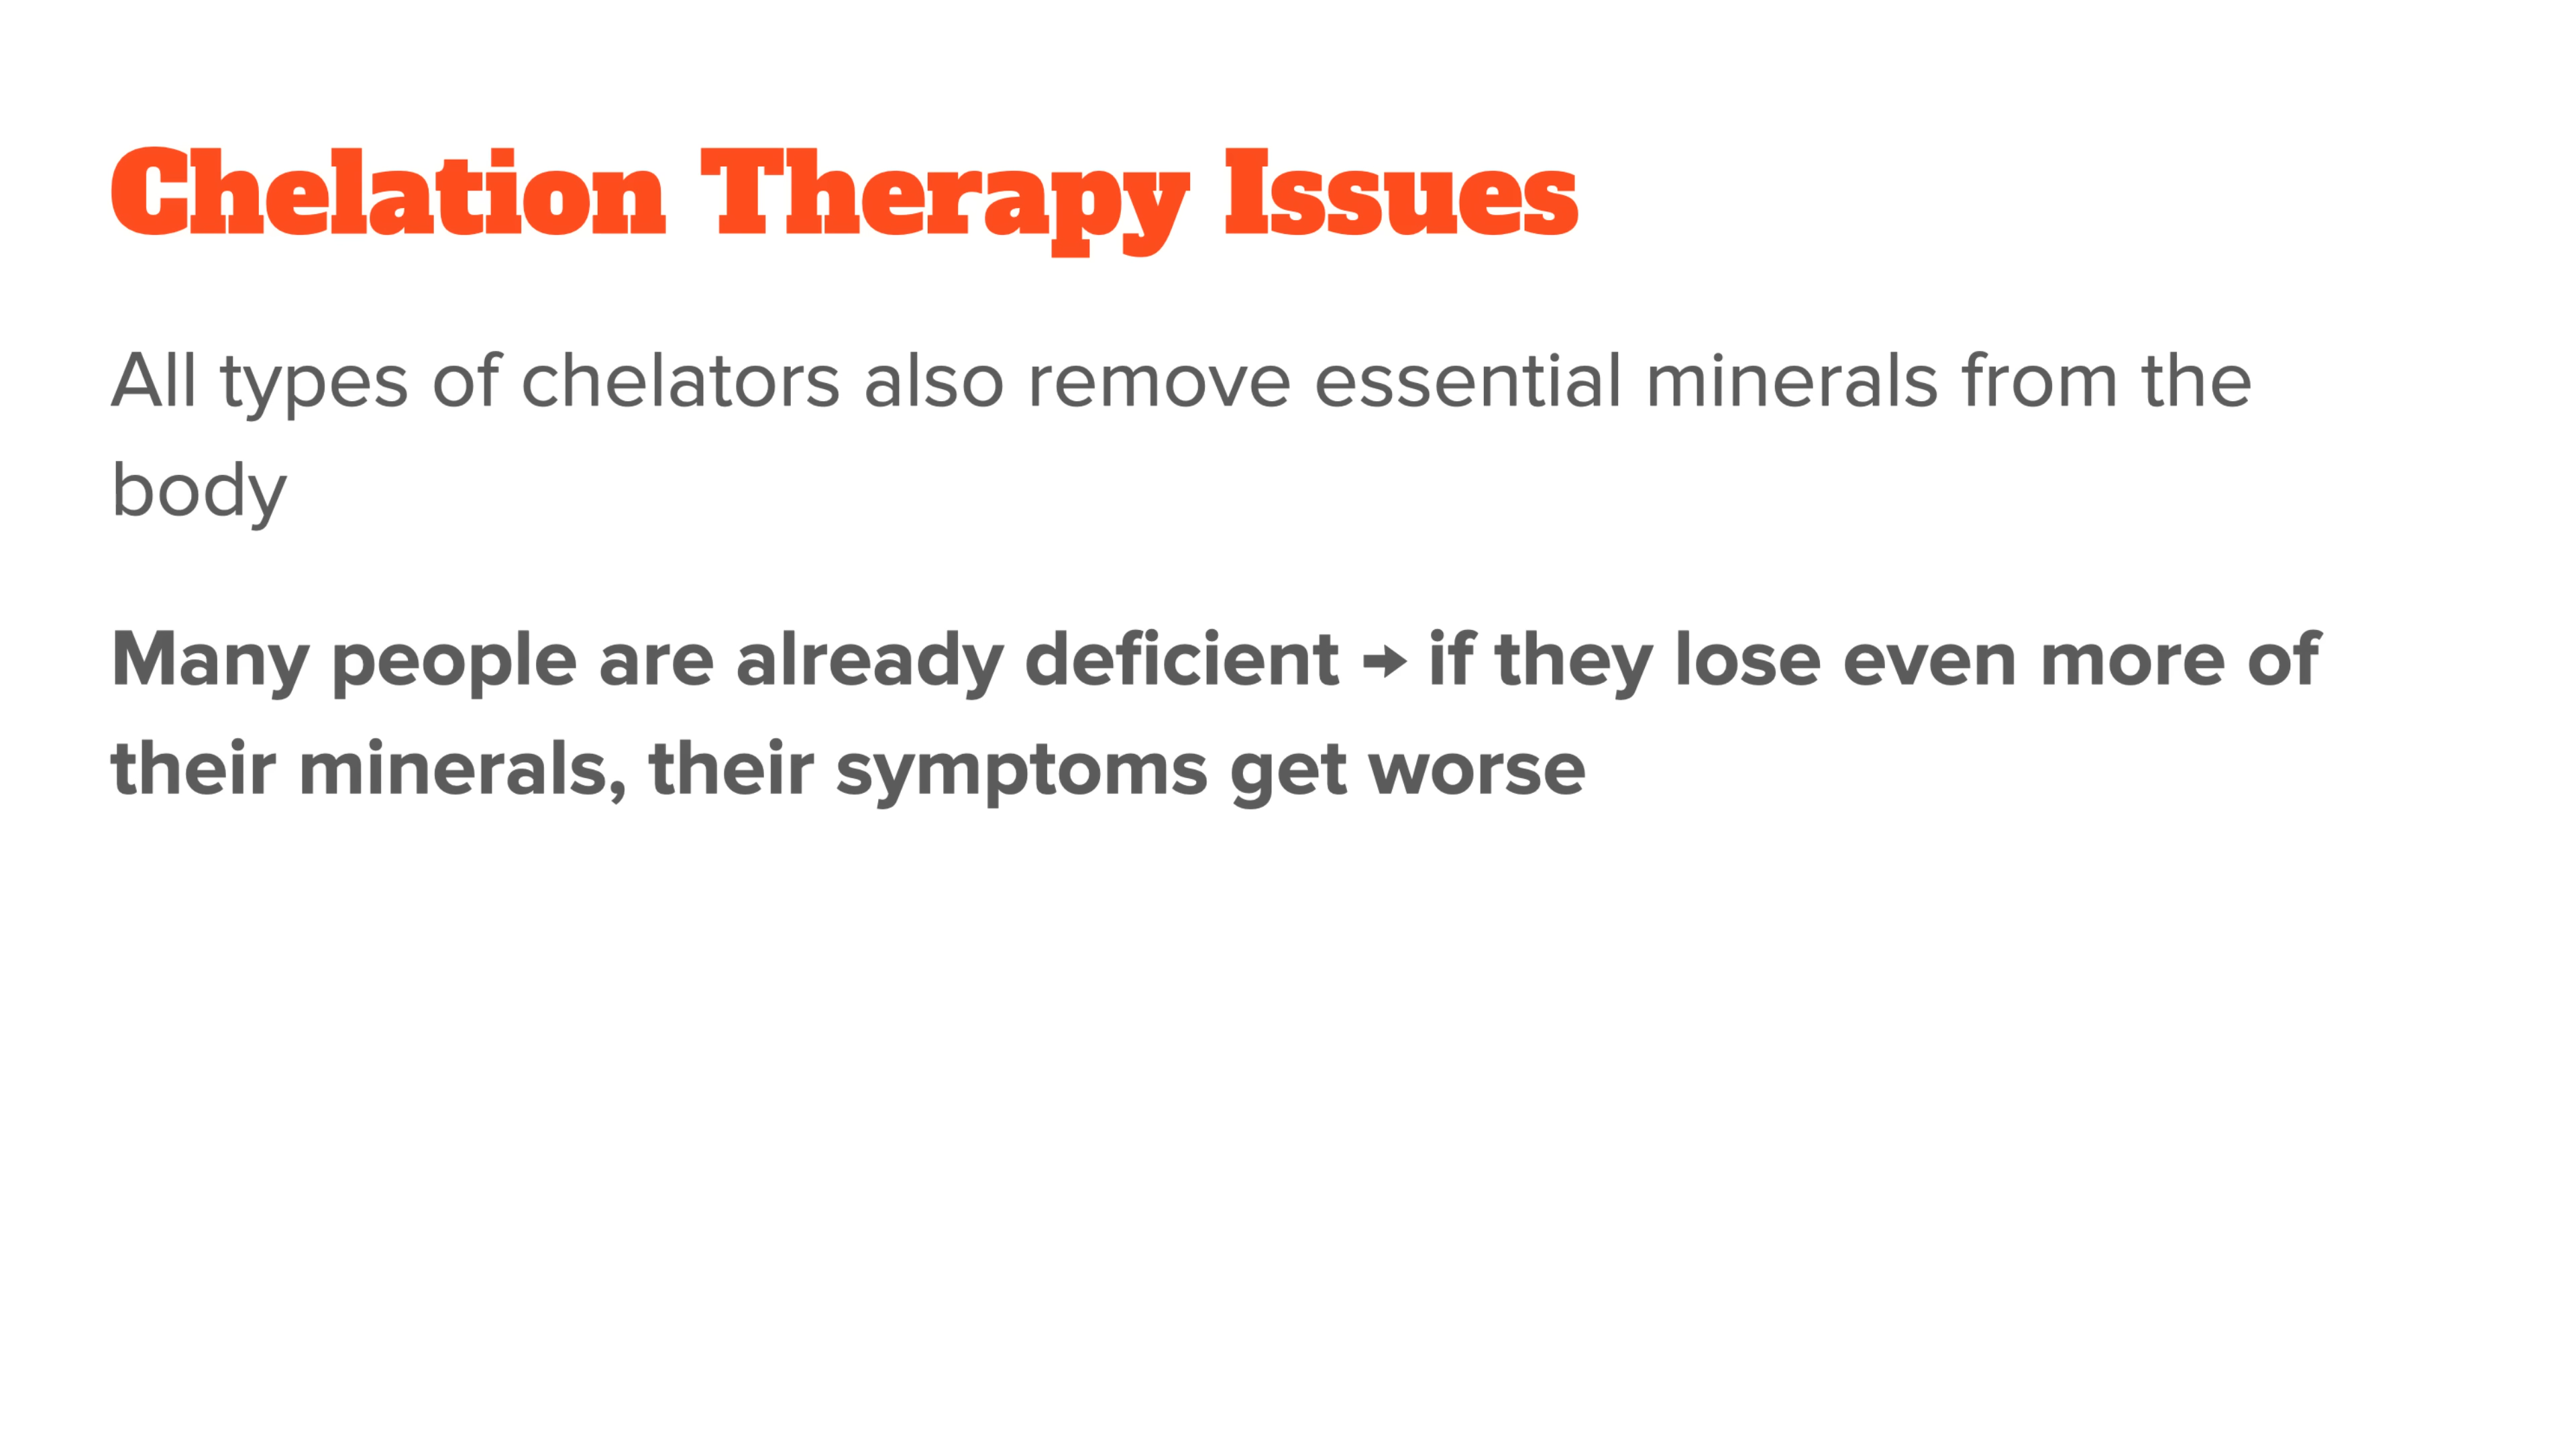 Chelation Therapy Issues
All types of chelators also remove essential minerals from the
body
Many people are already deficient → if they lose even more of
their minerals, their symptoms get worse